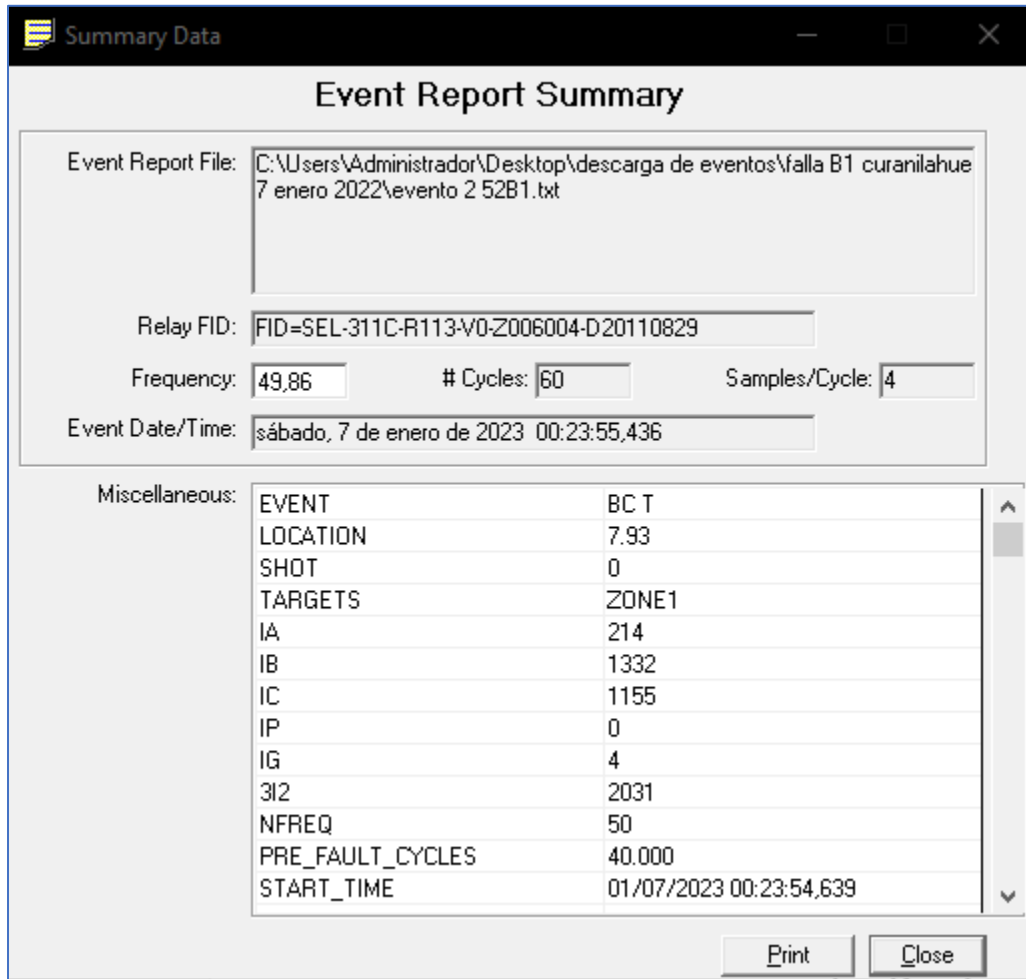 Summary Data
Event Report Summary
Event Report File: C:\Users\Administrador\Desktop\descarga de eventos\falla B1 curanilahue
7 enero 2022\evento 2 52B1.txt
Relay FID: FID=SEL-311C-R113-V0-Z006004-D20110829
Frequency: 49,86 # Cycles: 60 Samples/Cycle: 4
Event Date/Time: sábado, 7 de enero de 2023 00:23:55,436
Miscellaneous:
EVENT BC T
LOCATION 7.93
SHOT 0
TARGETS ZONE1
IA 214
IB 1332
IC 1155
IP 0
IG 4
3I2 2031
NFREQ 50
PRE_FAULT_CYCLES 40.000
START_TIME 01/07/2023 00:23:54,639
Print Close